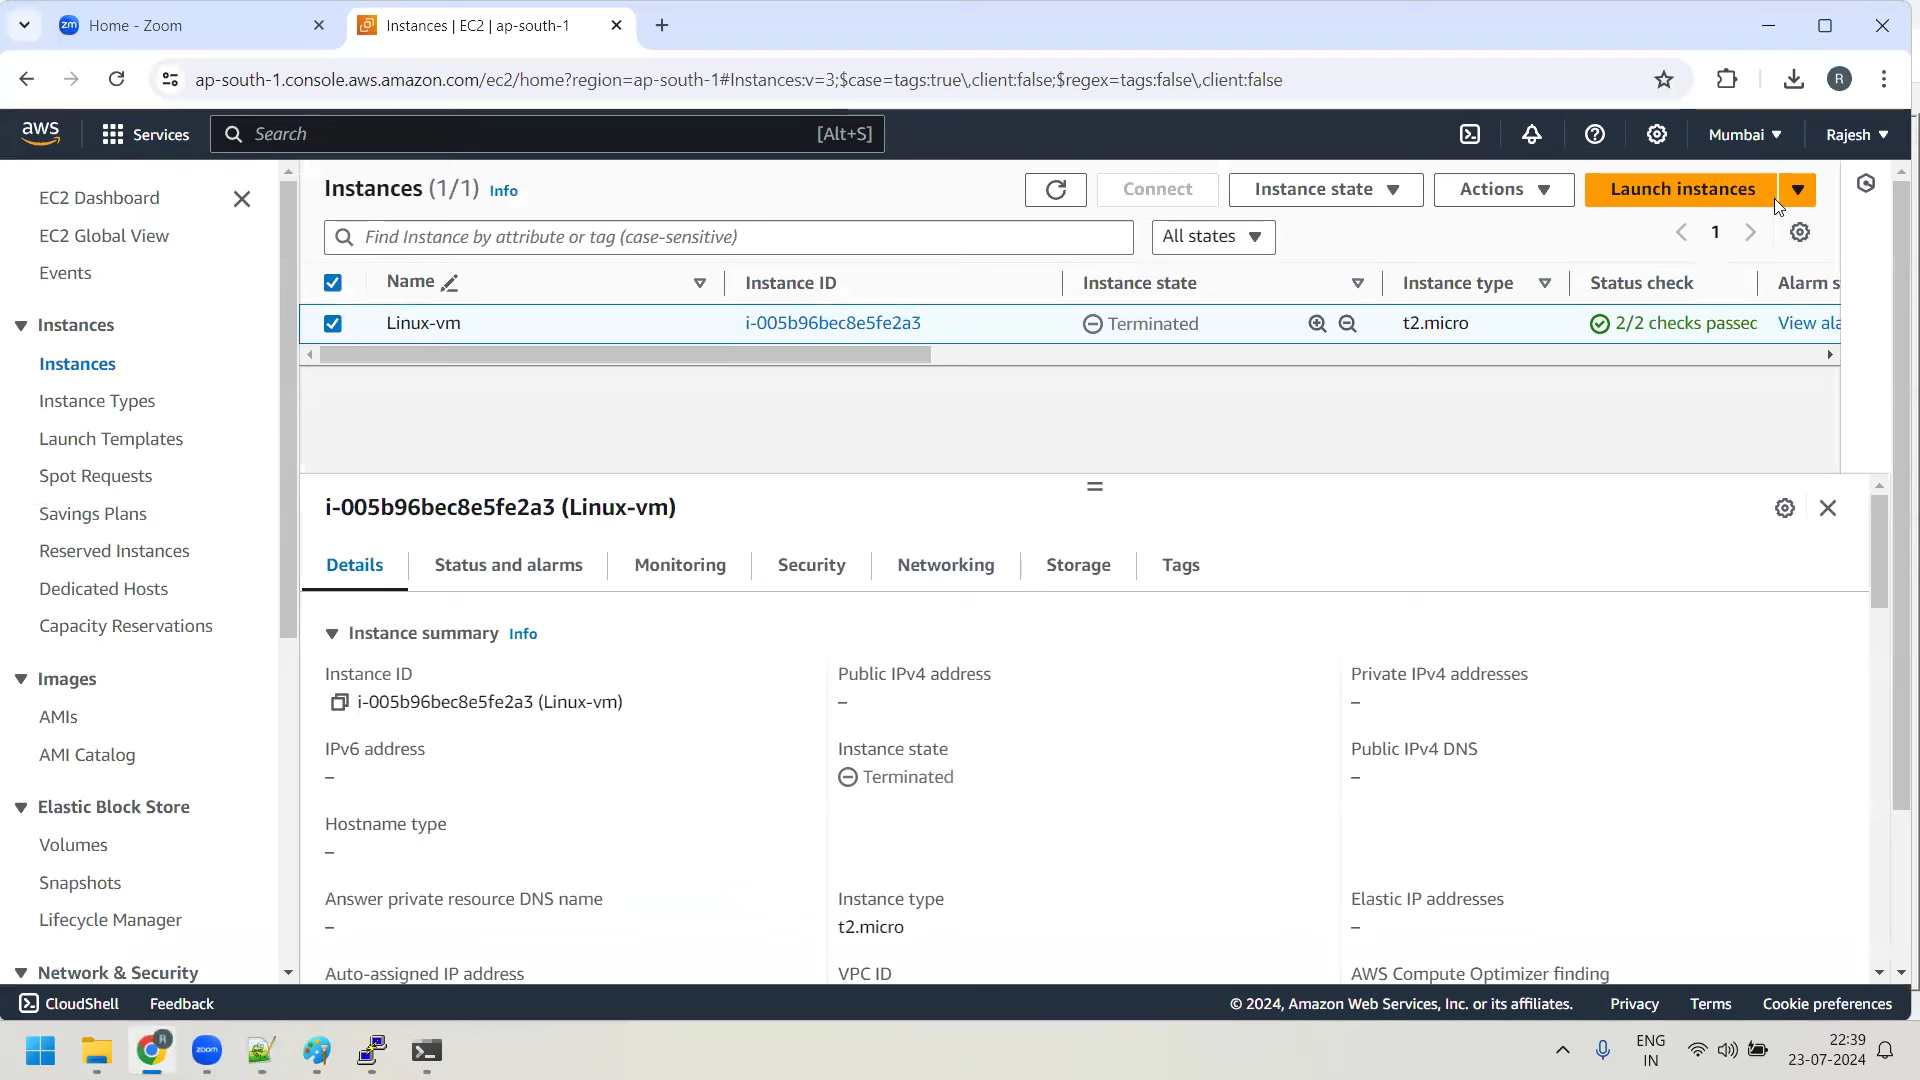 zm Home - Zoom
Instances | EC2 | ap-south-1
ap-south-1.console.aws.amazon.com/ec2/home?region=ap-south-1#Instances:v=3;$case=tags:true\,client:false;$regex=tags:false\,client:false
R
aws Services Search [Alt+S] Mumbai Rajesh
EC2 Dashboard
EC2 Global View
Events
Instances
Instances
Instance Types
Launch Templates
Spot Requests
Savings Plans
Reserved Instances
Dedicated Hosts
Capacity Reservations
Images
AMIs
AMI Catalog
Elastic Block Store
Volumes
Snapshots
Lifecycle Manager
Network & Security
Instances (1/1) Info
Connect Instance state Actions Launch instances
Find Instance by attribute or tag (case-sensitive) All states 1
Name Instance ID Instance state Instance type Status check Alarm s
Linux-vm i-005b96bec8e5fe2a3 Terminated t2.micro 2/2 checks passec View ala
i-005b96bec8e5fe2a3 (Linux-vm)
Details Status and alarms Monitoring Security Networking Storage Tags
Instance summary Info
Instance ID Public IPv4 address Private IPv4 addresses
i-005b96bec8e5fe2a3 (Linux-vm) – –
IPv6 address Instance state Public IPv4 DNS
– Terminated –
Hostname type
–
Answer private resource DNS name Instance type Elastic IP addresses
– t2.micro –
Auto-assigned IP address VPC ID AWS Compute Optimizer finding
CloudShell Feedback © 2024, Amazon Web Services, Inc. or its affiliates. Privacy Terms Cookie preferences
R zoom ENG 22:39
IN 23-07-2024